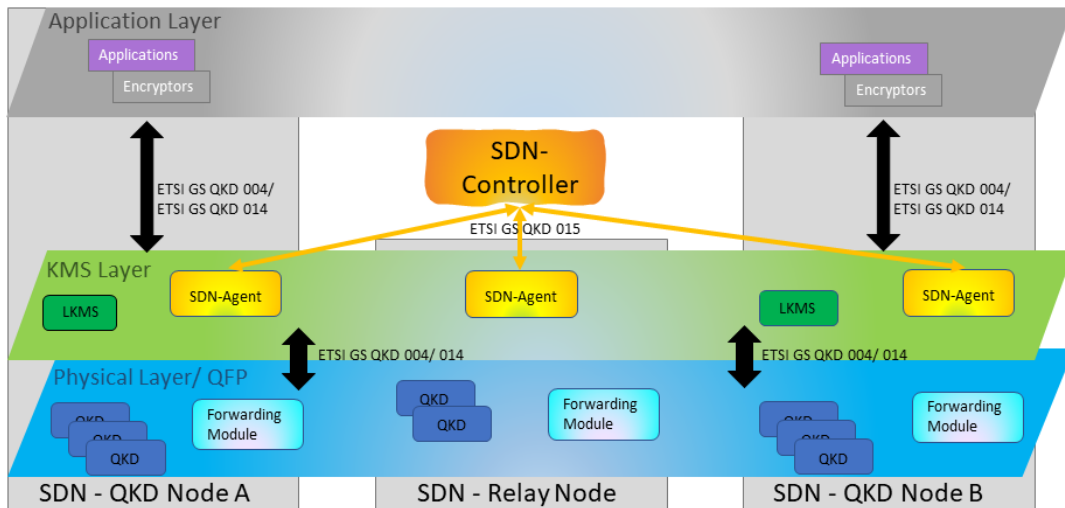 Application Layer
Applications
Encryptors
Applications
Encryptors
SDN-
Controller
ETSI GS QKD 004/
ETSI GS QKD 014
ETSI GS QKD 004/
ETSI GS QKD 014
ETSI GS QKD 015
KMS Layer
SDN-Agent
SDN-Agent
SDN-Agent
LKMS
LKMS
ETSI GS QKD 004/ 014
ETSI GS QKD 004/ 014
Physical Layer/ QFP
QKD
QKD
QKD
Forwarding
Module
QKD
QKD
Forwarding
Module
QKD
QKD
QKD
Forwarding
Module
SDN - QKD Node A
SDN - Relay Node
SDN - QKD Node B